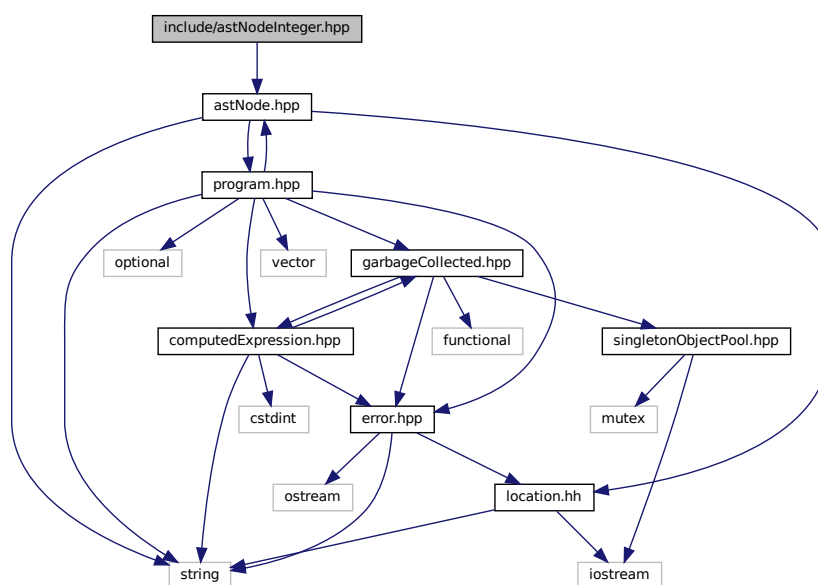 include/astNodeInteger.hpp
astNode.hpp
program.hpp
optional
vector
garbageCollected.hpp
computedExpression.hpp
functional
singletonObjectPool.hpp
cstdint
error.hpp
mutex
ostream
location.hh
string
iostream